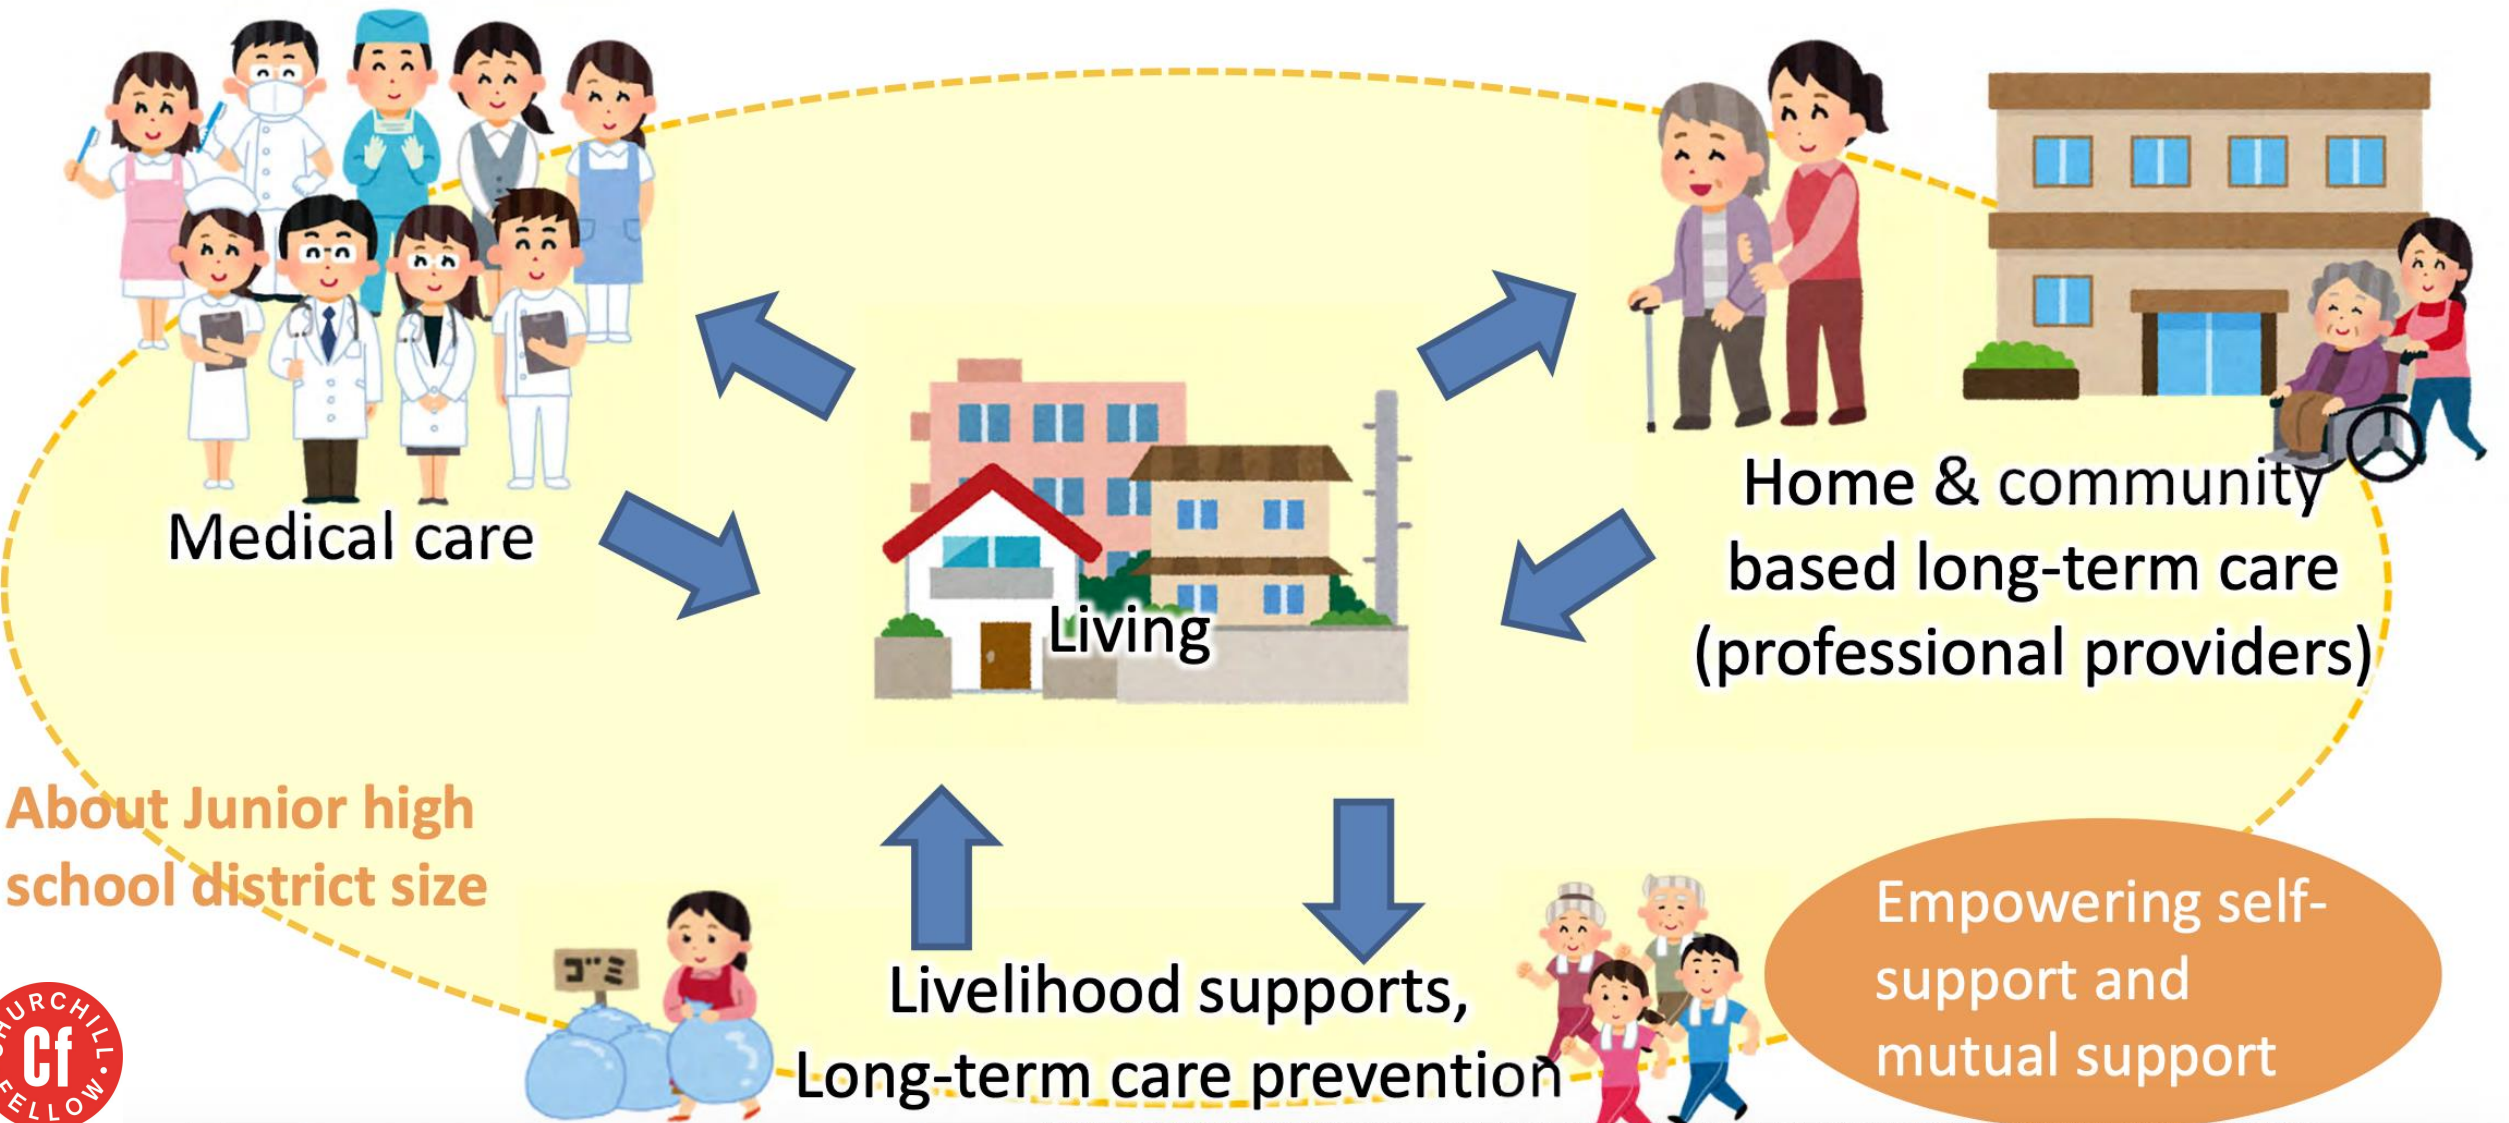 Medical care
Home & community
based long-term care
(professional providers)
Living
About Junior high
school district size
ゴミ
Livelihood supports,
Long-term care prevention
Empowering self-
support and
mutual support
CHURCHILL
Cf
FELLOW